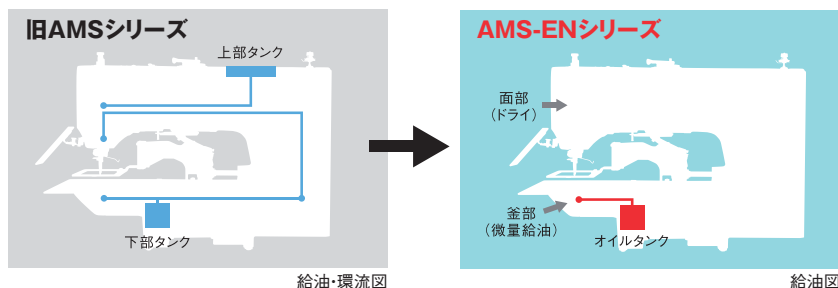 旧AMSシリーズ
上部タンク
下部タンク
給油・環流図
AMS-ENシリーズ
面部
（ドライ）
釜部
（微量給油）
オイルタンク
給油図